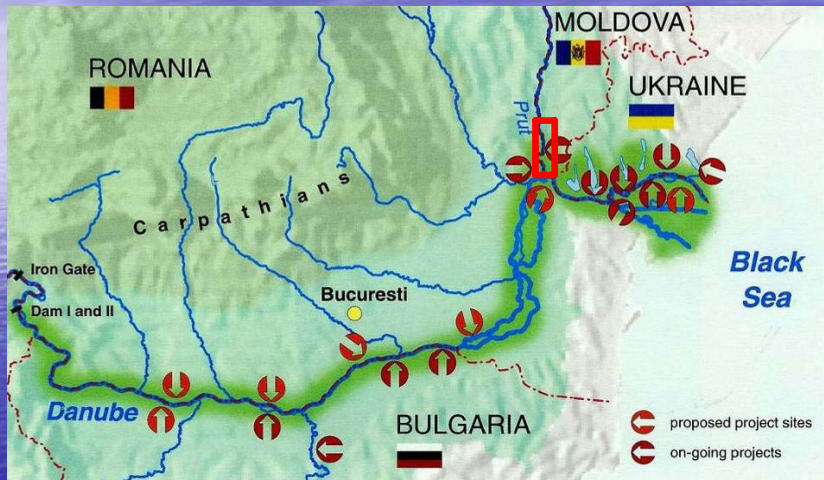 MOLDOVA
ROMANIA
UKRAINE
Prut
Carpathians
Iron Gate
Dam I and II
Bucuresti
Black
Sea
Danube
BULGARIA
proposed project sites
on-going projects